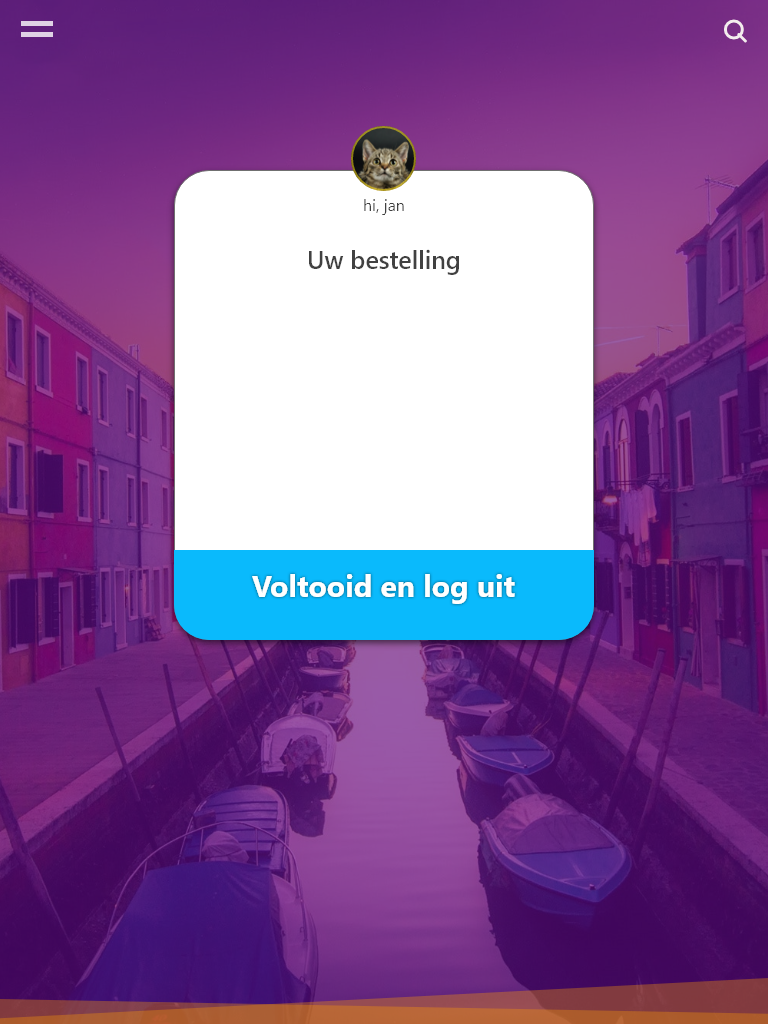 hi, jan
Uw bestelling
Voltooid en log uit